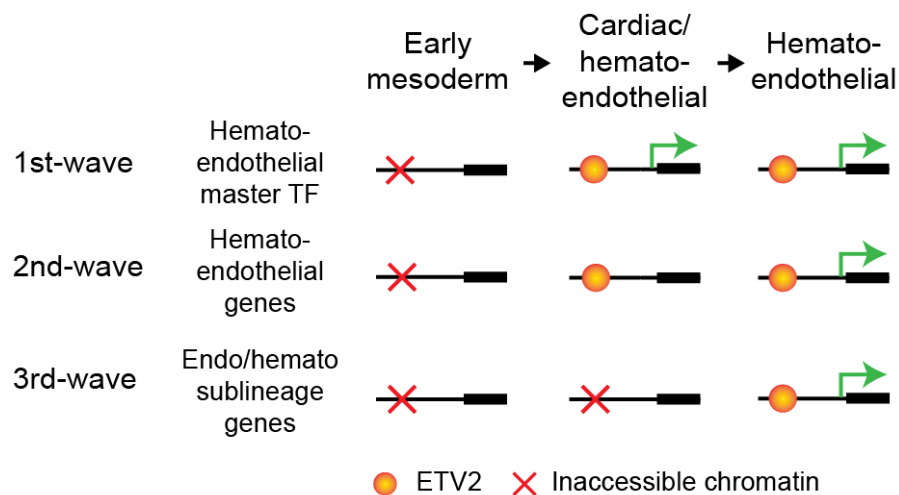 Early
mesoderm
Cardiac/
hemato-
endothelial
Hemato-
endothelial
1st-wave
Hemato-
endothelial
master TF
2nd-wave
Hemato-
endothelial
genes
3rd-wave
Endo/hemato
sublineage
genes
ETV2
Inaccessible chromatin